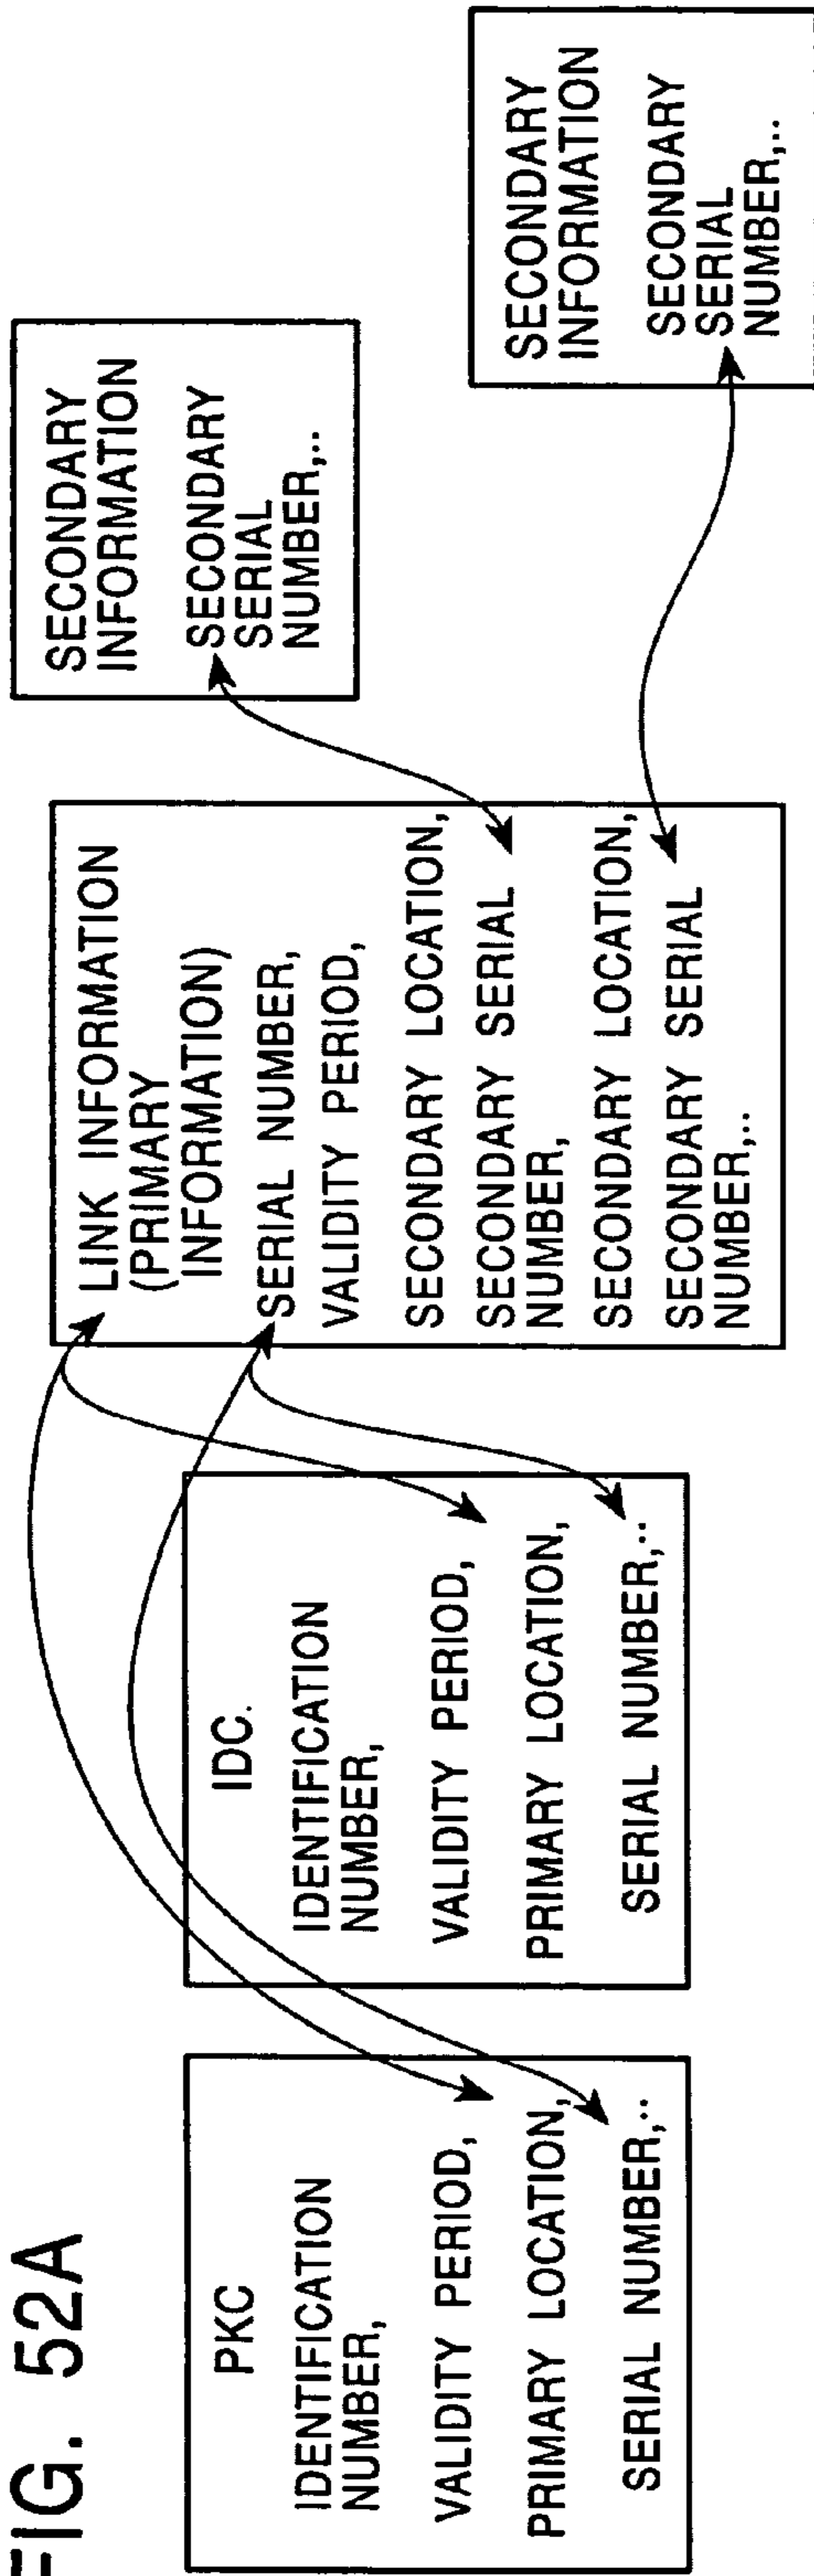 FIG. 52A
PKC
IDENTIFICATION
NUMBER,
VALIDITY PERIOD,
PRIMARY LOCATION,
SERIAL NUMBER,..
IDC.
IDENTIFICATION
NUMBER,
VALIDITY PERIOD,
PRIMARY LOCATION,
SERIAL NUMBER,..
LINK INFORMATION
(PRIMARY
INFORMATION)
SERIAL NUMBER,
VALIDITY PERIOD,
SECONDARY LOCATION,
SECONDARY SERIAL
NUMBER,
SECONDARY LOCATION,
SECONDARY SERIAL
NUMBER,..
SECONDARY
INFORMATION
SECONDARY
SERIAL
NUMBER,..
SECONDARY
INFORMATION
SECONDARY
SERIAL
NUMBER,..